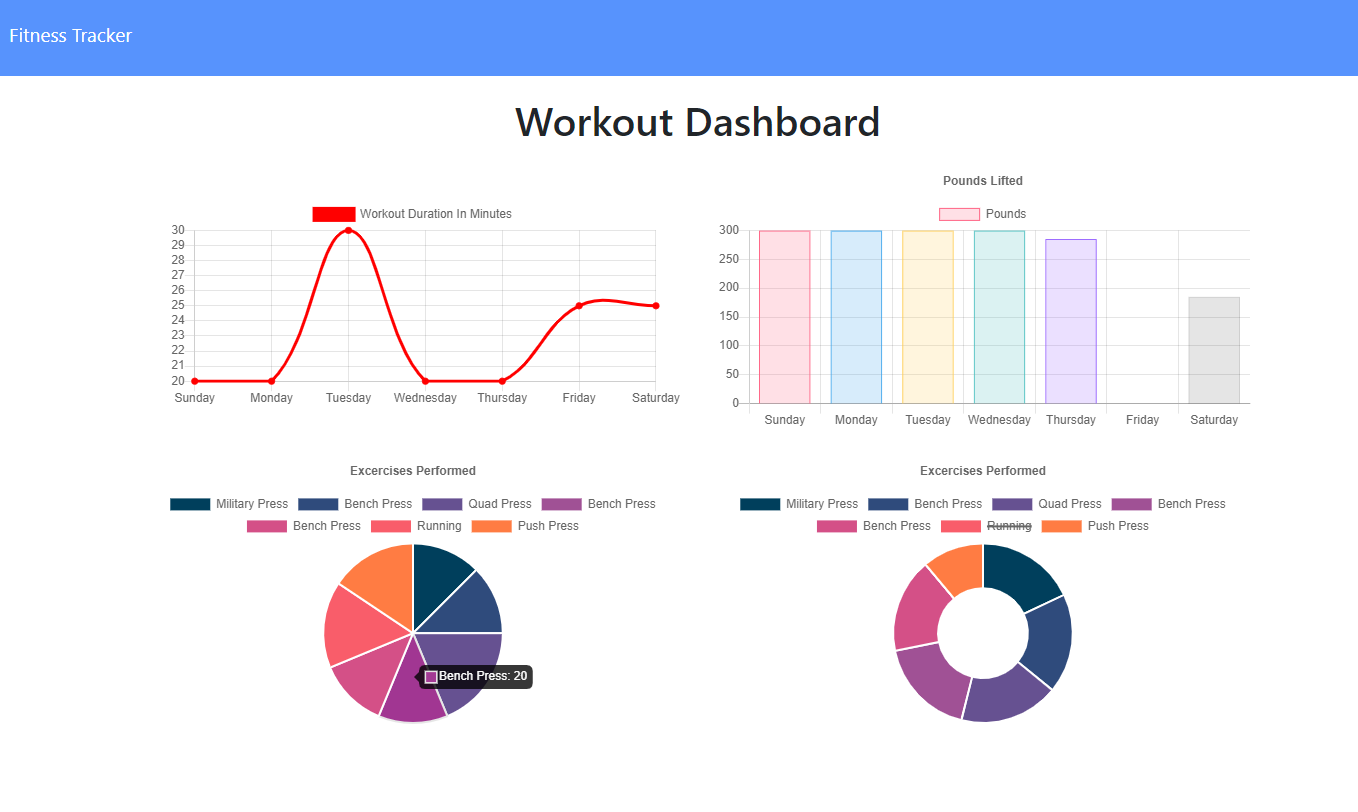 Fitness Tracker
Workout Dashboard
Workout Duration In Minutes
30
29
28
27
26
25
24
23
22
21
20
Sunday Monday Tuesday Wednesday Thursday Friday Saturday
Pounds Lifted
Pounds
300
250
200
150
100
50
0
Sunday Monday Tuesday Wednesday Thursday Friday Saturday
Excercises Performed
Military Press Bench Press Quad Press Bench Press
Bench Press Running Push Press
Bench Press: 20
Excercises Performed
Military Press Bench Press Quad Press Bench Press
Bench Press Running Push Press